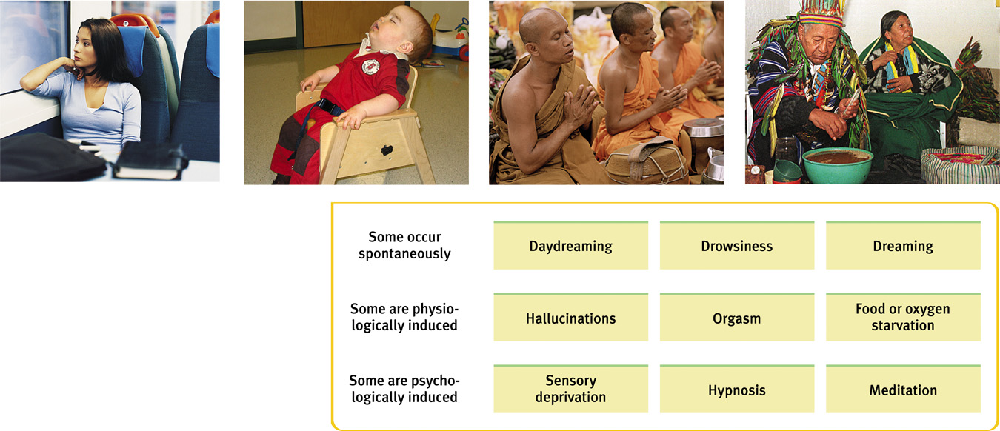 Some occur
spontaneously
Daydreaming
Drowsiness
Dreaming
Some are physio-
logically induced
Hallucinations
Orgasm
Food or oxygen
starvation
Some are psycho-
logically induced
Sensory
deprivation
Hypnosis
Meditation